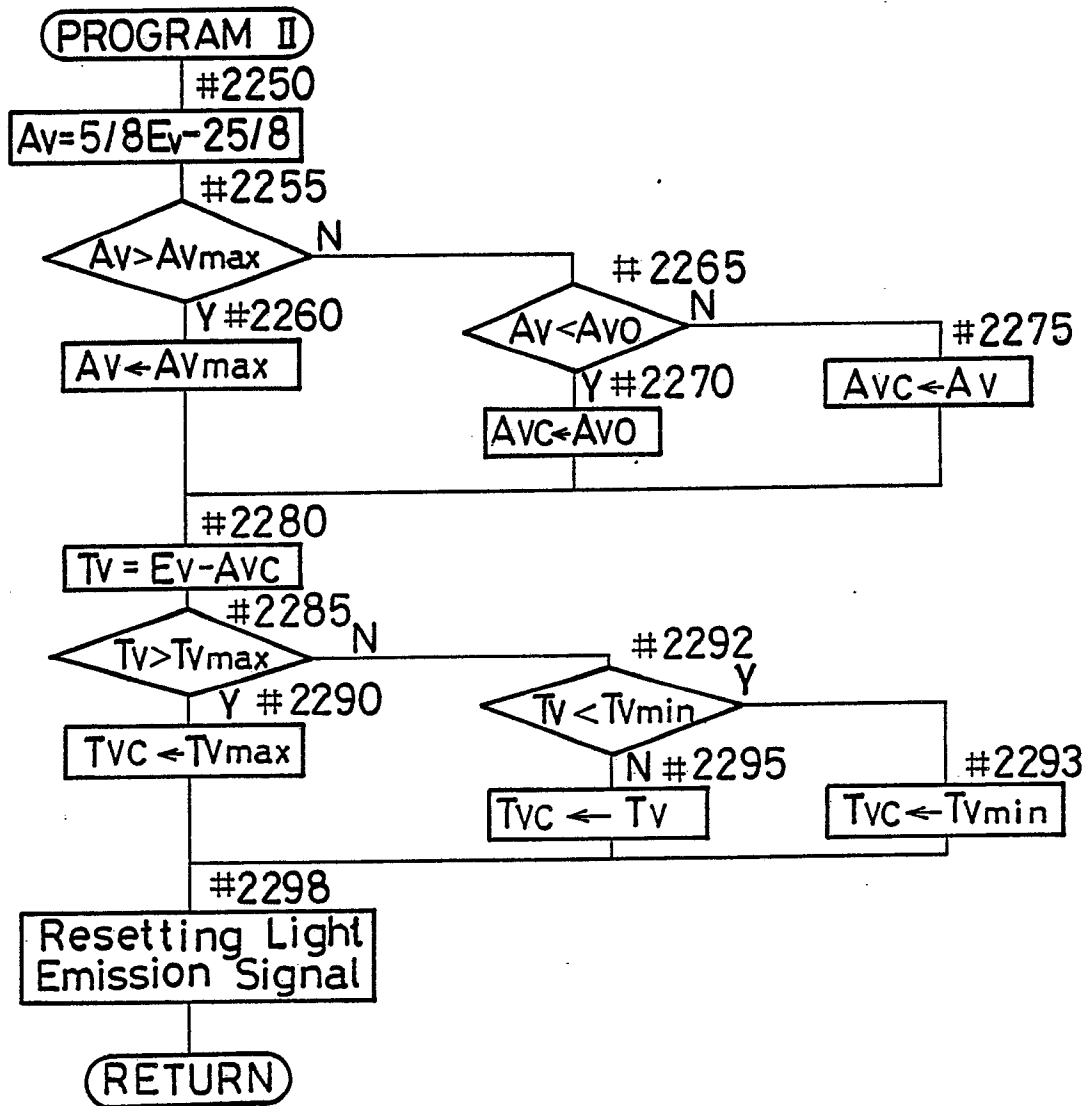 PROGRAM II
#2250
Av=5/8Ev-25/8
#2255
Av>Avmax
N
Y #2260
Av←Avmax
#2265
Av<Avo
N
Y #2270
Avc←Avo
#2275
Avc←Av
#2280
Tv=Ev-Avc
#2285
Tv>Tvmax
N
Y #2290
Tvc←Tvmax
#2292
Tv<Tvmin
Y
N #2295
Tvc←Tv
#2293
Tvc←Tvmin
#2298
Resetting Light
Emission Signal
RETURN